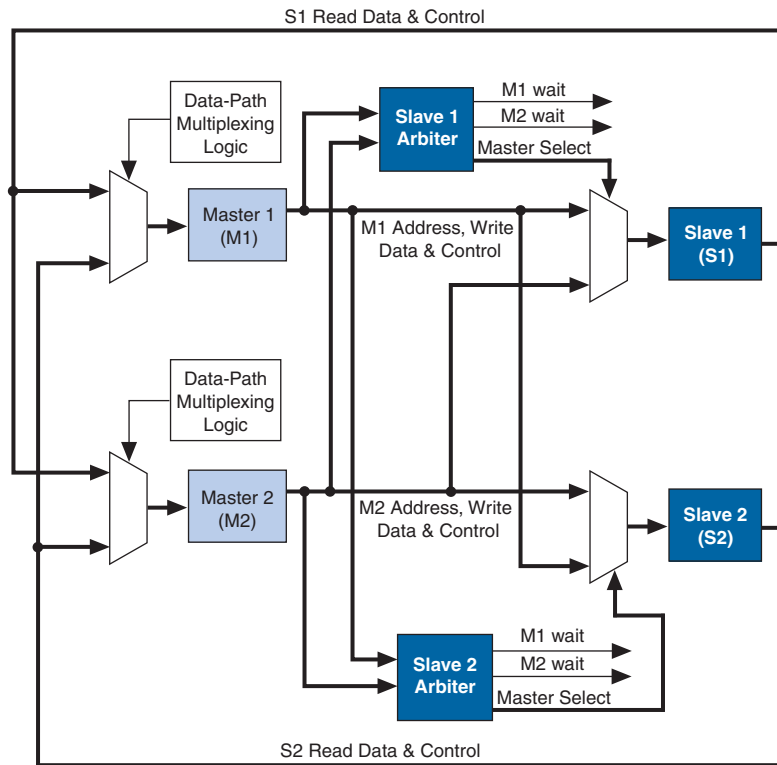 S1 Read Data & Control
Data-Path
Multiplexing
Logic
Slave 1
Arbiter
M1 wait
M2 wait
Master Select
Master 1
(M1)
M1 Address, Write
Data & Control
Slave 1
(S1)
Data-Path
Multiplexing
Logic
Master 2
(M2)
M2 Address, Write
Data & Control
Slave 2
(S2)
Slave 2
Arbiter
M1 wait
M2 wait
Master Select
S2 Read Data & Control